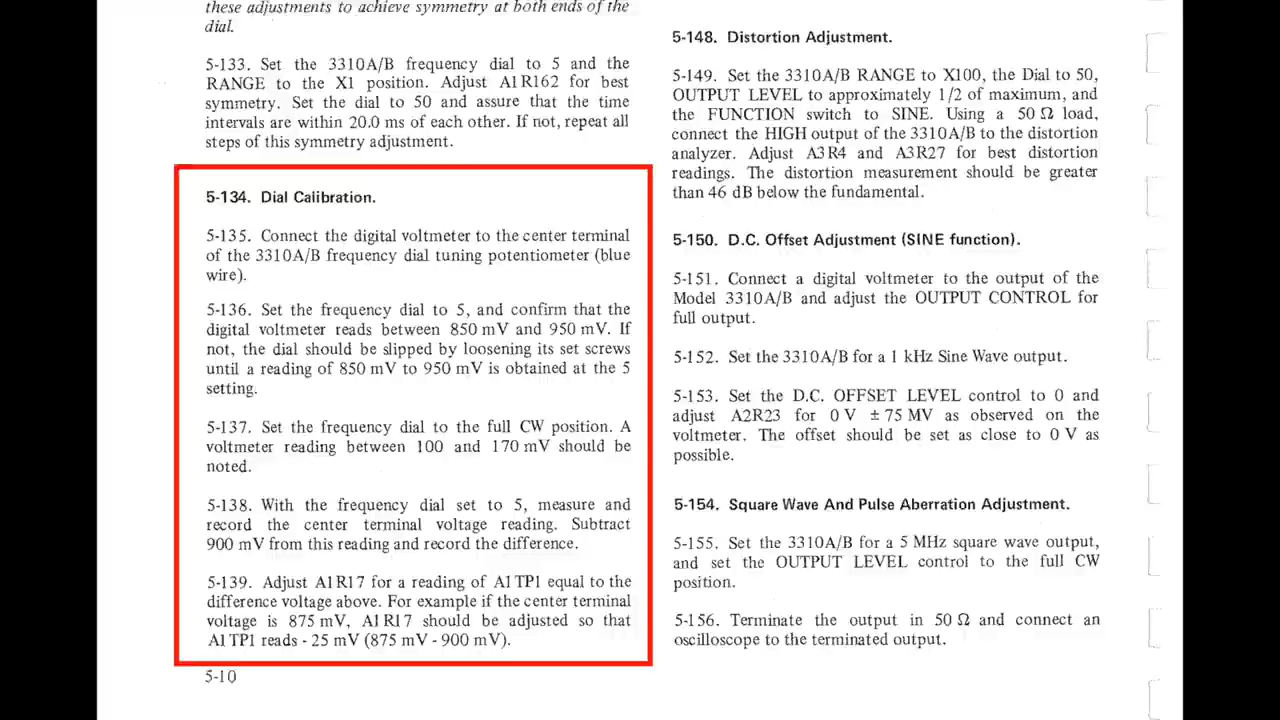 these adjustments to achieve symmetry at both ends of the
dial.
5-133. Set the 3310A/B frequency dial to 5 and the
RANGE to the X1 position. Adjust A1R162 for best
symmetry. Set the dial to 50 and assure that the time
intervals are within 20.0 ms of each other. If not, repeat all
steps of this symmetry adjustment.
5-134. Dial Calibration.
5-135. Connect the digital voltmeter to the center terminal
of the 3310A/B frequency dial tuning potentiometer (blue
wire).
5-136. Set the frequency dial to 5, and confirm that the
digital voltmeter reads between 850 mV and 950 mV. If
not, the dial should be slipped by loosening its set screws
until a reading of 850 mV to 950 mV is obtained at the 5
setting.
5-137. Set the frequency dial to the full CW position. A
voltmeter reading between 100 and 170 mV should be
noted.
5-138. With the frequency dial set to 5, measure and
record the center terminal voltage reading. Subtract
900 mV from this reading and record the difference.
5-139. Adjust A1R17 for a reading of A1TP1 equal to the
difference voltage above. For example if the center terminal
voltage is 875 mV, A1R17 should be adjusted so that
A1TP1 reads - 25 mV (875 mV - 900 mV).
5-10
5-148. Distortion Adjustment.
5-149. Set the 3310A/B RANGE to X100, the Dial to 50,
OUTPUT LEVEL to approximately 1/2 of maximum, and
the FUNCTION switch to SINE. Using a 50 Ω load,
connect the HIGH output of the 3310A/B to the distortion
analyzer. Adjust A3R4 and A3R27 for best distortion
readings. The distortion measurement should be greater
than 46 dB below the fundamental.
5-150. D.C. Offset Adjustment (SINE function).
5-151. Connect a digital voltmeter to the output of the
Model 3310A/B and adjust the OUTPUT CONTROL for
full output.
5-152. Set the 3310A/B for a 1 kHz Sine Wave output.
5-153. Set the D.C. OFFSET LEVEL control to 0 and
adjust A2R23 for 0 V ± 75 MV as observed on the
voltmeter. The offset should be set as close to 0 V as
possible.
5-154. Square Wave And Pulse Aberration Adjustment.
5-155. Set the 3310A/B for a 5 MHz square wave output,
and set the OUTPUT LEVEL control to the full CW
position.
5-156. Terminate the output in 50 Ω and connect an
oscilloscope to the terminated output.